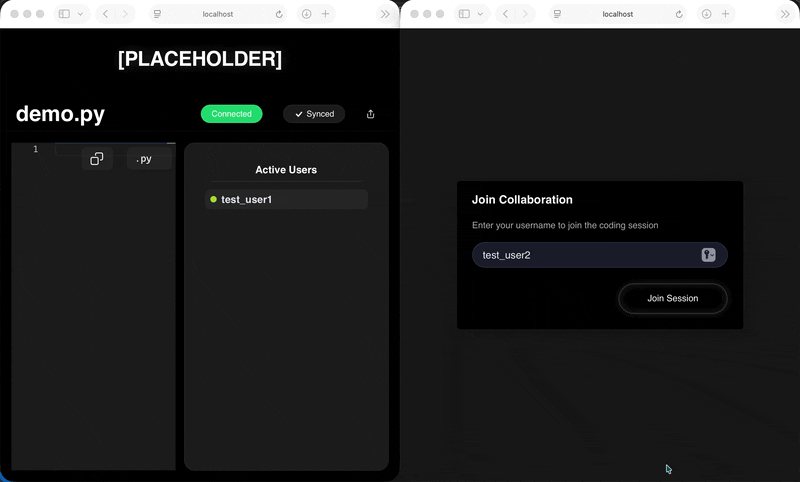 localhost
[PLACEHOLDER]
demo.py
Connected
Synced
1
.py
Active Users
test_user1
localhost
Join Collaboration
Enter your username to join the coding session
test_user2
Join Session